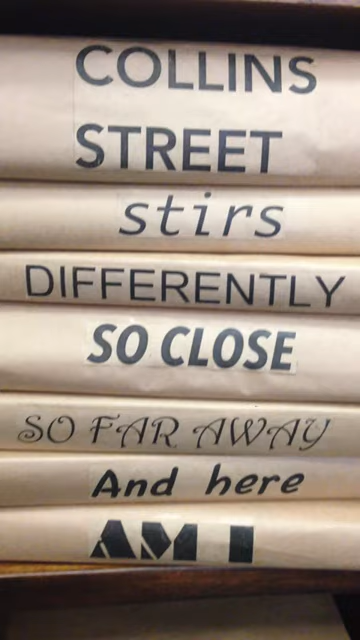 COLLINS
STREET
stirs
DIFFERENTLY
SO CLOSE
SO FAR AWAY
And here
AM I